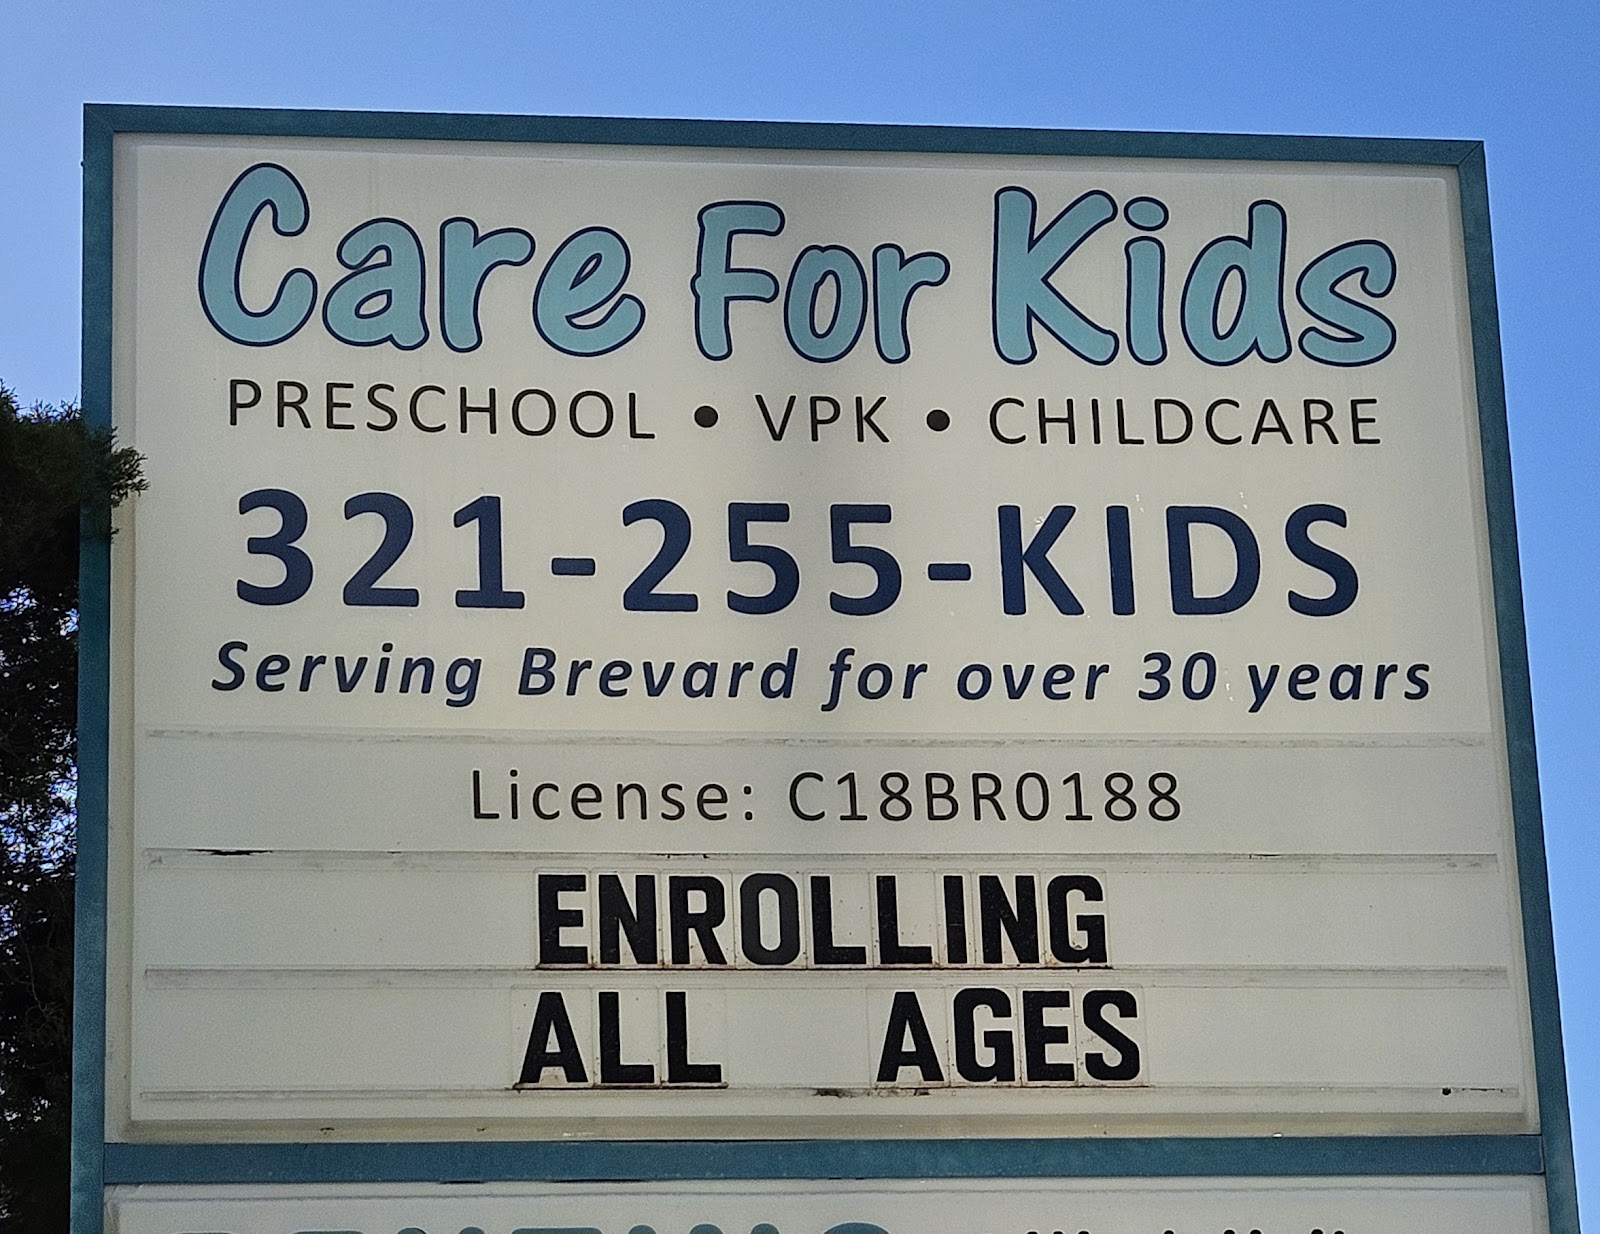 Care For Kids
PRESCHOOL • VPK • CHILDCARE
321-255-KIDS
Serving Brevard for over 30 years
License: C18BR0188
ENROLLING
ALL AGES